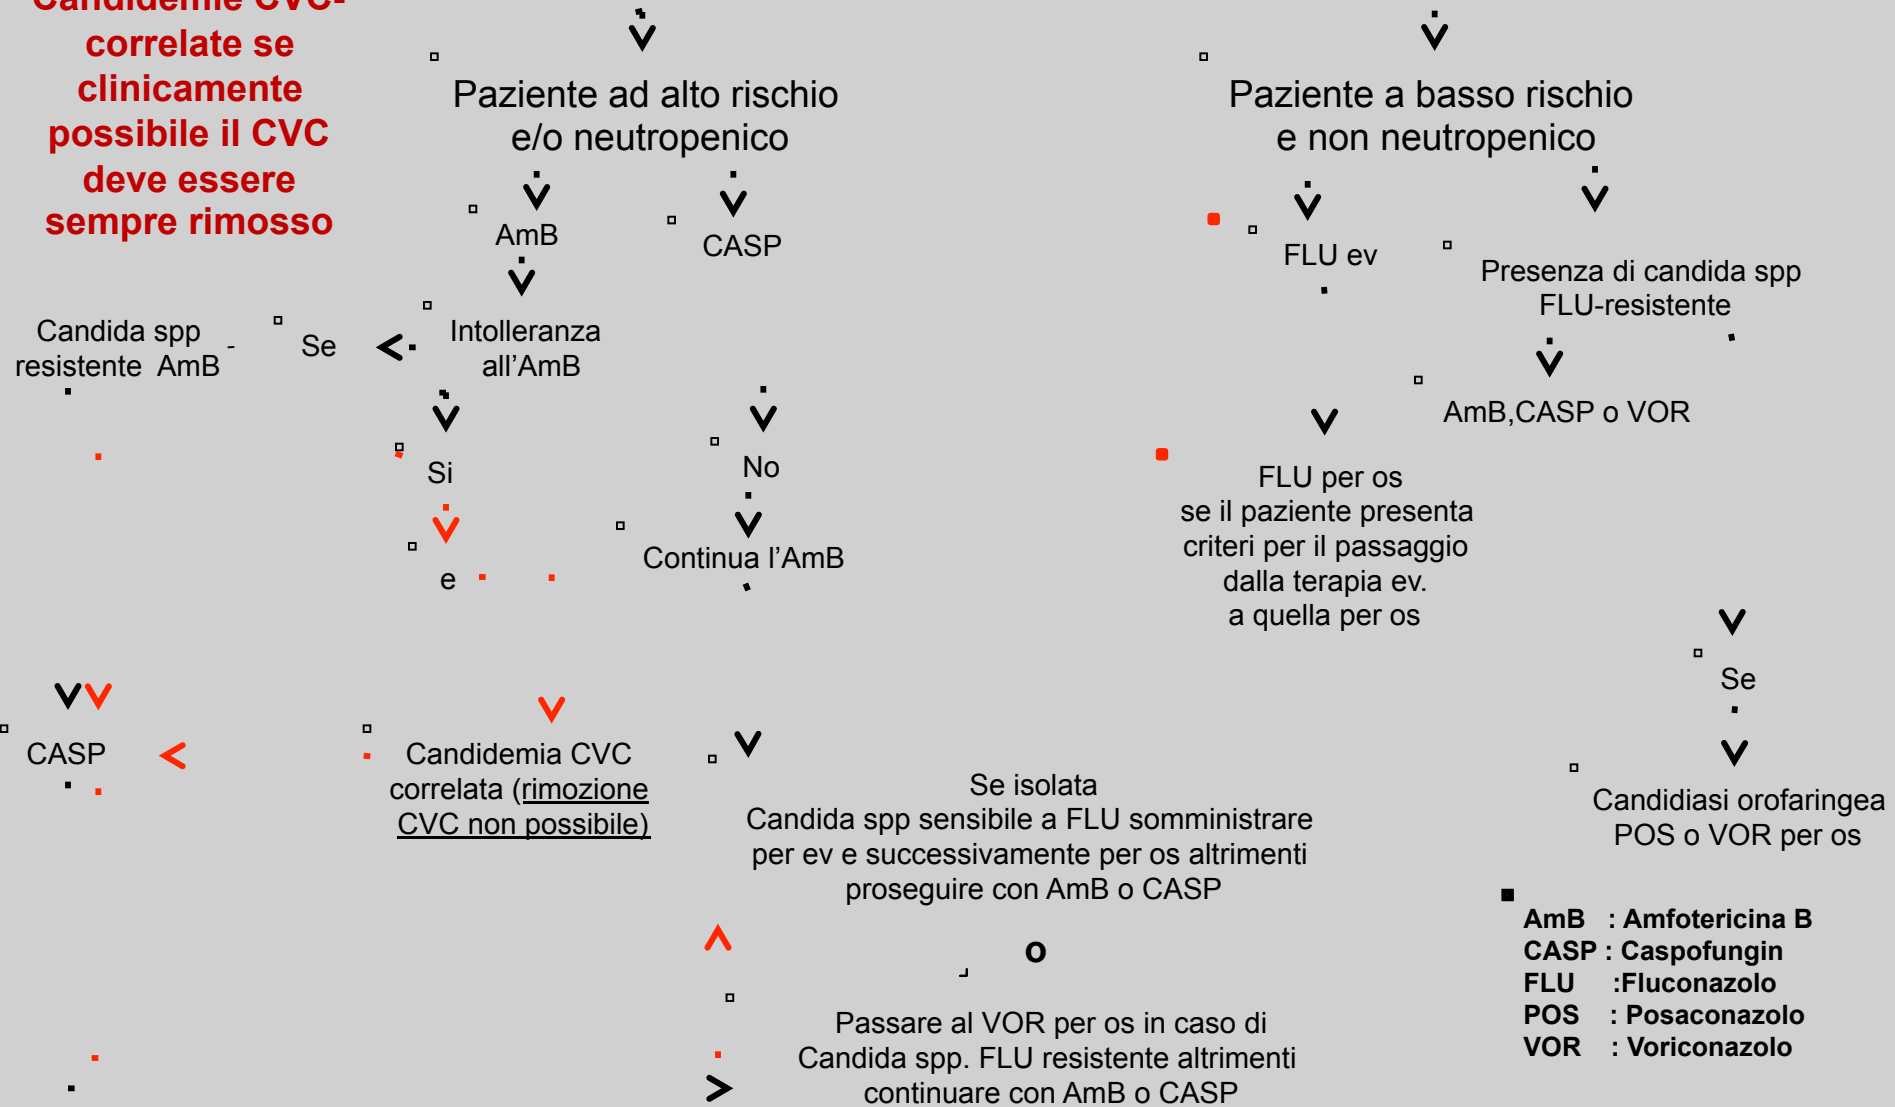 Candidemie CVC-
correlate se
clinicamente
possibile il CVC
deve essere
sempre rimosso
Paziente ad alto rischio
e/o neutropenico
Paziente a basso rischio
e non neutropenico
AmB
CASP
FLU ev
Presenza di candida spp
FLU-resistente
Candida spp
resistente AmB
Se
Intolleranza
all’AmB
AmB,CASP o VOR
Si
No
FLU per os
se il paziente presenta
criteri per il passaggio
dalla terapia ev.
a quella per os
e
Continua l’AmB
Se
CASP
Candidemia CVC
correlata (rimozione
CVC non possibile)
Se isolata
Candida spp sensibile a FLU somministrare
per ev e successivamente per os altrimenti
proseguire con AmB o CASP
Candidiasi orofaringea
POS o VOR per os
o
Passare al VOR per os in caso di
Candida spp. FLU resistente altrimenti
continuare con AmB o CASP
AmB : Amfotericina B
CASP : Caspofungin
FLU :Fluconazolo
POS : Posaconazolo
VOR : Voriconazolo